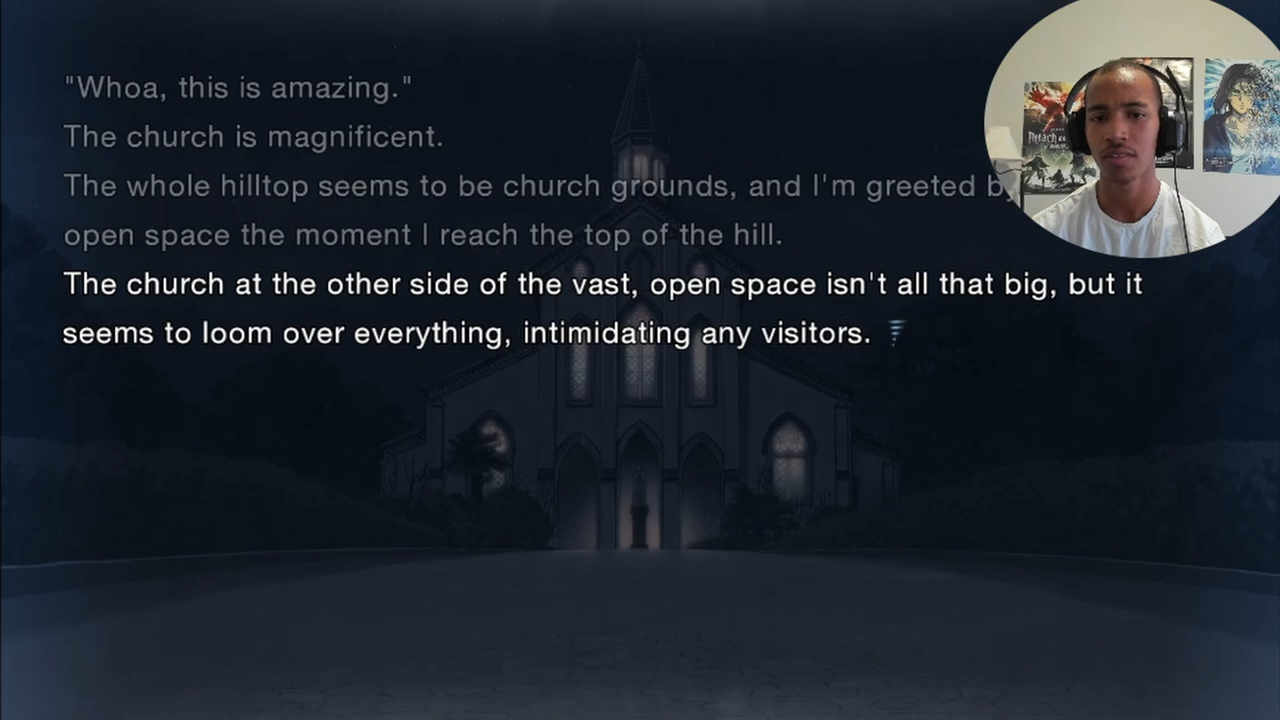 "Whoa, this is amazing."
The church is magnificent.
The whole hilltop seems to be church grounds, and I'm greeted
open space the moment I reach the top of the hill.
The church at the other side of the vast, open space isn't all that big, but it
seems to loom over everything, intimidating any visitors.